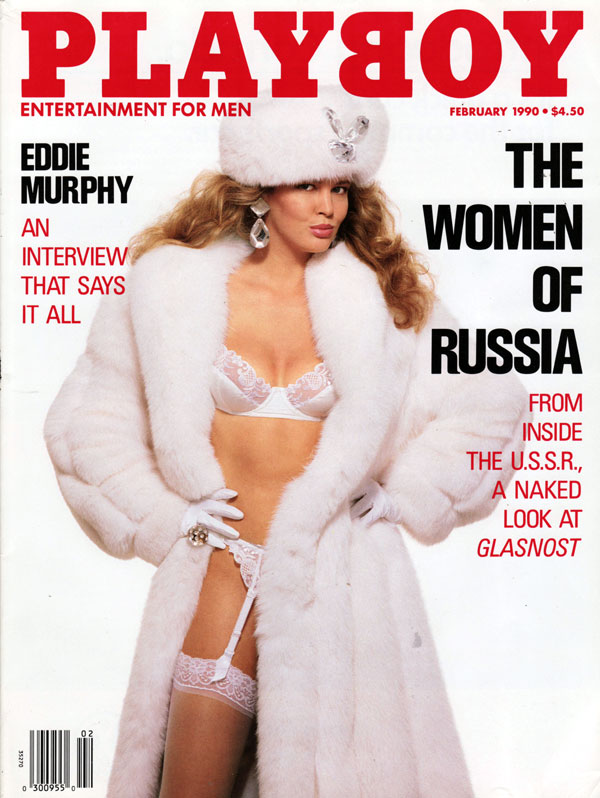 PLAYBOY
ENTERTAINMENT FOR MEN
FEBRUARY 1990 • $4.50
EDDIE
MURPHY
AN
INTERVIEW
THAT SAYS
IT ALL
THE
WOMEN
OF
RUSSIA
FROM
INSIDE
THE U.S.S.R.,
A NAKED
LOOK AT
GLASNOST
02
35270
0 300955 0